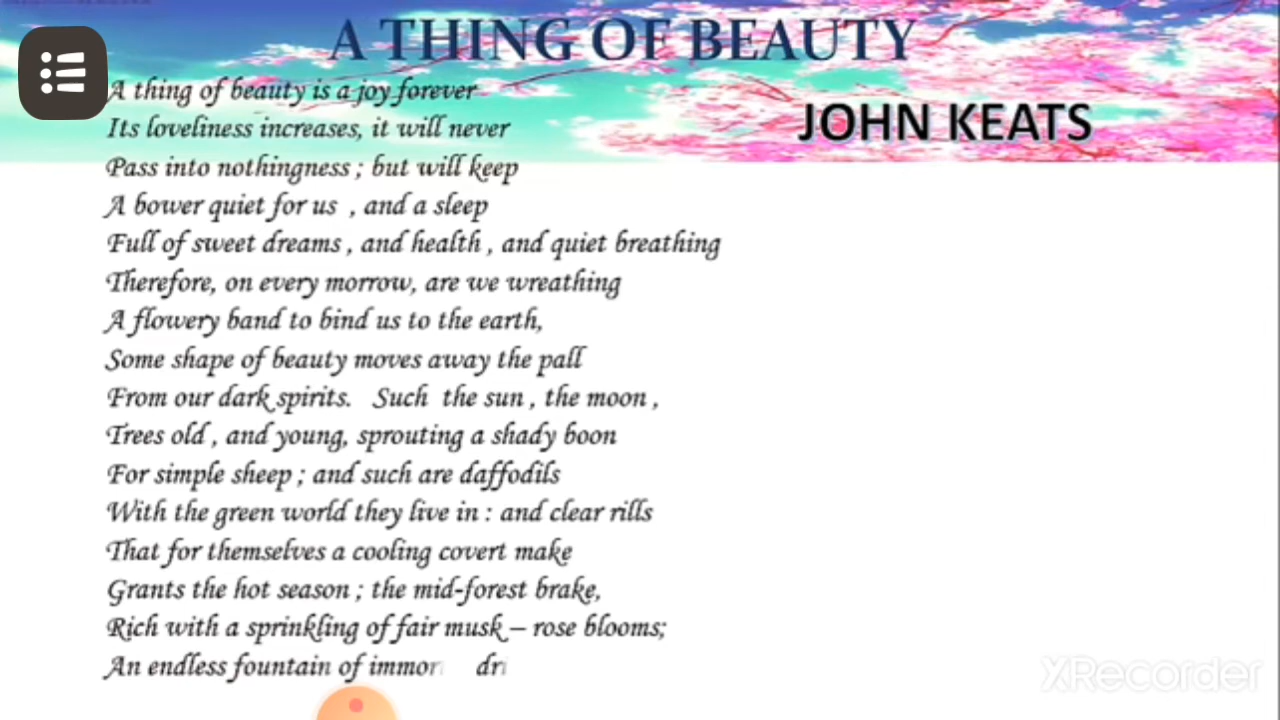 A THING OF BEAUTY
A thing of beauty is a joy forever
JOHN KEATS
Its loveliness increases, it will never
Pass into nothingness ; but will keep
A bower quiet for us , and a sleep
Full of sweet dreams , and health , and quiet breathing
Therefore, on every morrow, are we wreathing
A flowery band to bind us to the earth,
Some shape of beauty moves away the pall
From our dark spirits. Such the sun , the moon ,
Trees old , and young, sprouting a shady boon
For simple sheep ; and such are daffodils
With the green world they live in : and clear rills
That for themselves a cooling covert make
Grants the hot season ; the mid-forest brake,
Rich with a sprinkling of fair musk – rose blooms;
An endless fountain of
XRecorder